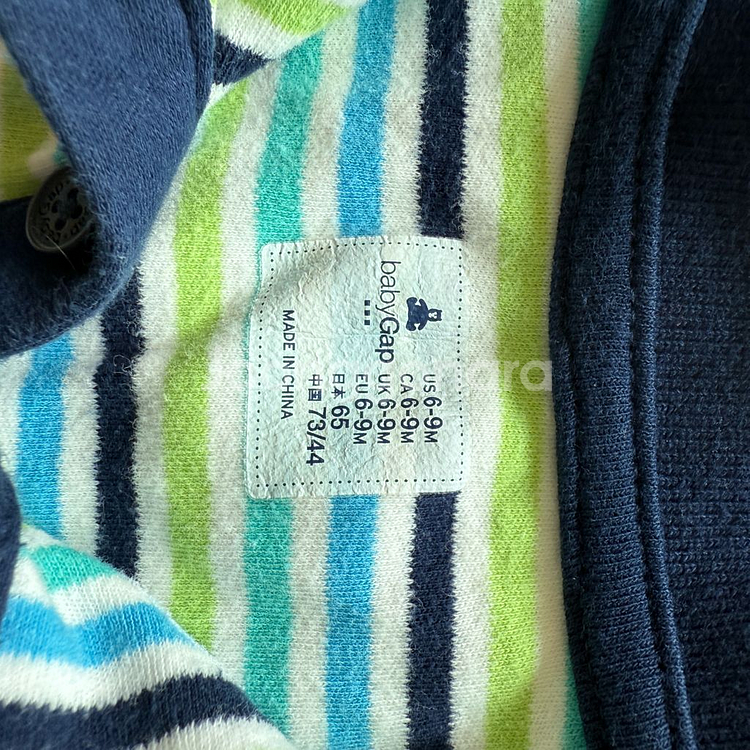 babyGap
US 6-9M
CA 6-9M
UK 6-9M
EU 6-9M
日本 65
中国 73/44
MADE IN CHINA